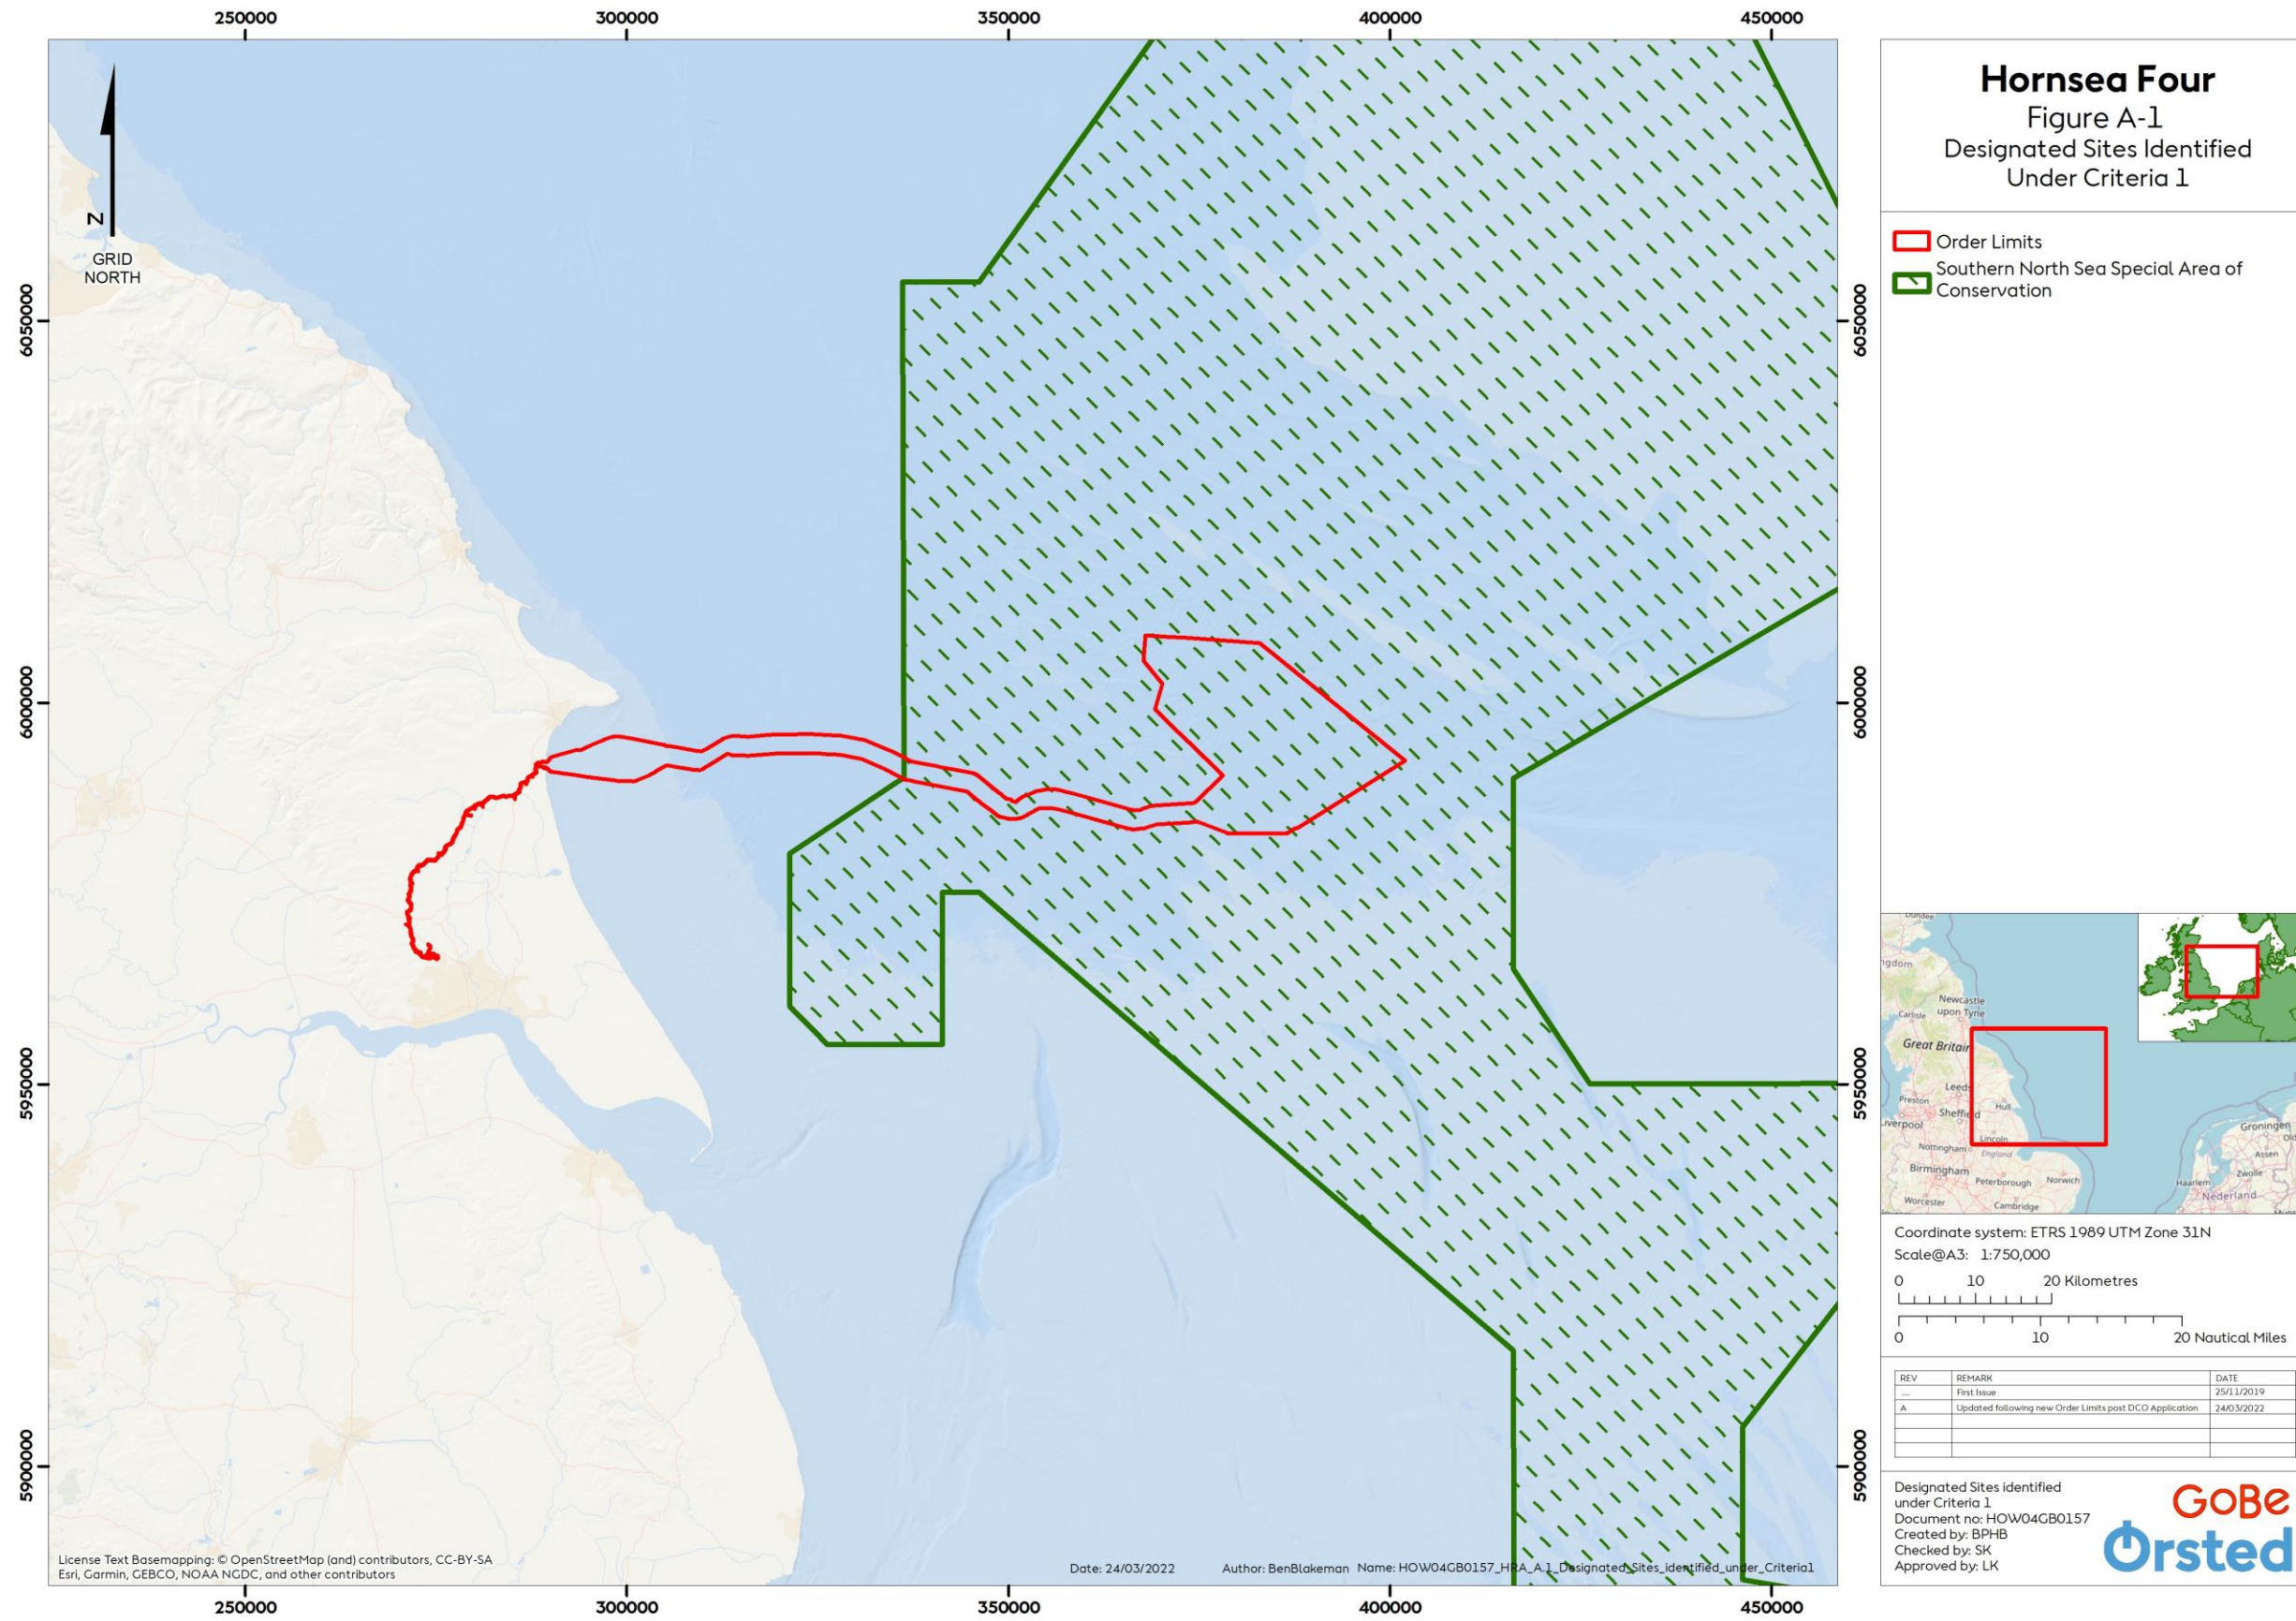 250000 300000 350000 400000 450000
Hornsea Four
Figure A-1
Designated Sites Identified
Under Criteria 1
N
GRID
NORTH
Order Limits
Southern North Sea Special Area of
Conservation
6050000 6050000
6000000 6000000
5950000 5950000
5900000 5900000
Dundee
ngdom
Newcastle
upon Tyne
Carlisle
Great Britain
Leeds
Preston
Hull
Sheffield
Liverpool
Lincoln
Nottingham
England
Birmingham
Peterborough
Norwich
Worcester
Cambridge
Groningen
Assen
Zwolle
Haarlem
Nederland
Coordinate system: ETRS 1989 UTM Zone 31N
Scale@A3: 1:750,000
0 10 20 Kilometres
0 10 20 Nautical Miles
REV REMARK DATE
... First Issue 25/11/2019
A Updated following new Order Limits post DCO Application 24/03/2022
Designated Sites identified
under Criteria 1
Document no: HOW04GB0157
Created by: BPHB
Checked by: SK
Approved by: LK
GoBe
Orsted
License Text Basemapping: © OpenStreetMap (and) contributors, CC-BY-SA
Esri, Garmin, GEBCO, NOAA NGDC, and other contributors
Date: 24/03/2022 Author: BenBlakeman Name: HOW04GB0157_HRA_A.1_Designated_Sites_identified_under_Criteria1
250000 300000 350000 400000 450000